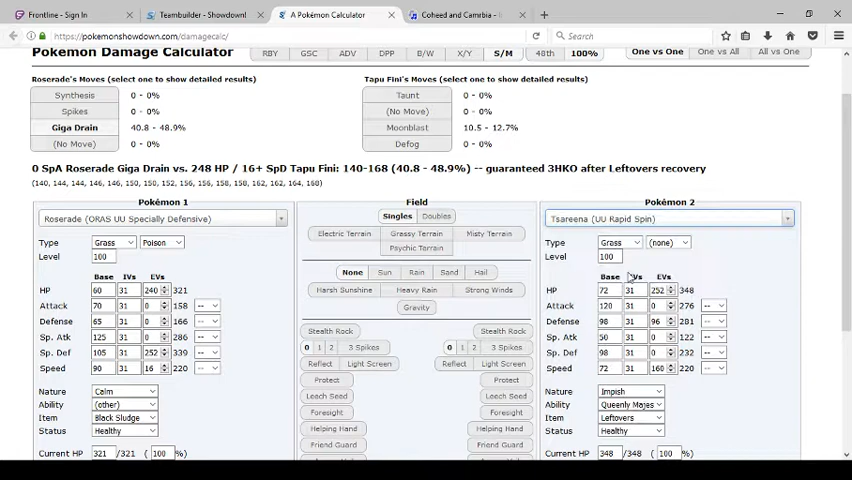 Frontline - Sign In
Teambuilder - Showdown!
A Pokémon Calculator
Coheed and Cambria -
https://pokemonshowdown.com/damagecalc/
Search
Pokemon Damage Calculator
RBY GSC ADV DPP B/W X/Y S/M 48th 100% One vs One One vs All All vs One
Roserade's Moves (select one to show detailed results)
Tapu Fini's Moves (select one to show detailed results)
Synthesis 0 - 0% Taunt 0 - 0%
Spikes 0 - 0% (No Move) 0 - 0%
Giga Drain 40.8 - 48.9% Moonblast 10.5 - 12.7%
(No Move) 0 - 0% Defog 0 - 0%
0 SpA Roserade Giga Drain vs. 248 HP / 16+ SpD Tapu Fini: 140-168 (40.8 - 48.9%) -- guaranteed 3HKO after Leftovers recovery
(140, 144, 144, 146, 146, 150, 150, 152, 156, 156, 158, 158, 162, 162, 164, 168)
Pokémon 1
Roserade (ORAS UU Specially Defensive)
Type Grass Poison
Level 100
Base IVs EVs
HP 60 31 240 321
Attack 70 31 0 158 --
Defense 65 31 0 166 --
Sp. Atk 125 31 0 286 --
Sp. Def 105 31 252 339 --
Speed 90 31 16 220 --
Nature Calm
Ability (other)
Item Black Sludge
Status Healthy
Current HP 321 /321 ( 100 %)
Field
Singles Doubles
Electric Terrain Grassy Terrain Misty Terrain
Psychic Terrain
None Sun Rain Sand Hail
Harsh Sunshine Heavy Rain Strong Winds
Gravity
Stealth Rock Stealth Rock
0 1 2 3 Spikes 0 1 2 3 Spikes
Reflect Light Screen Reflect Light Screen
Protect Protect
Leech Seed Leech Seed
Foresight Foresight
Helping Hand Helping Hand
Friend Guard Friend Guard
Pokémon 2
Tsareena (UU Rapid Spin)
Type Grass (none)
Level 100
Base IVs EVs
HP 72 31 252 348
Attack 120 31 0 276 --
Defense 98 31 96 281 --
Sp. Atk 50 31 0 122 --
Sp. Def 98 31 0 232 --
Speed 72 31 160 220 --
Nature Impish
Ability Queenly Majes
Item Leftovers
Status Healthy
Current HP 348 /348 ( 100 %)